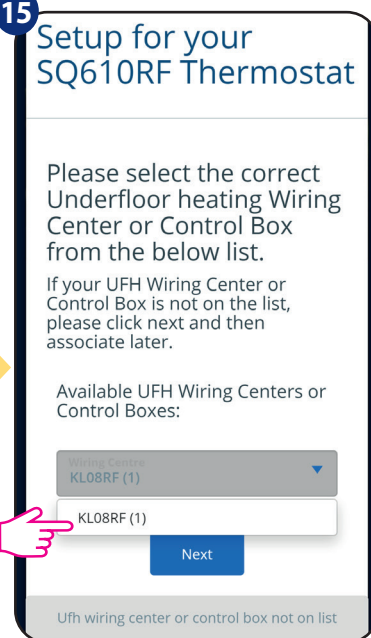 15
Setup for your
SQ610RF Thermostat
Please select the correct
Underfloor heating Wiring
Center or Control Box
from the below list.
If your UFH Wiring Center or
Control Box is not on the list,
please click next and then
associate later.
Available UFH Wiring Centers or
Control Boxes:
Wiring Centre
KL08RF (1)
KL08RF (1)
Next
Ufh wiring center or control box not on list